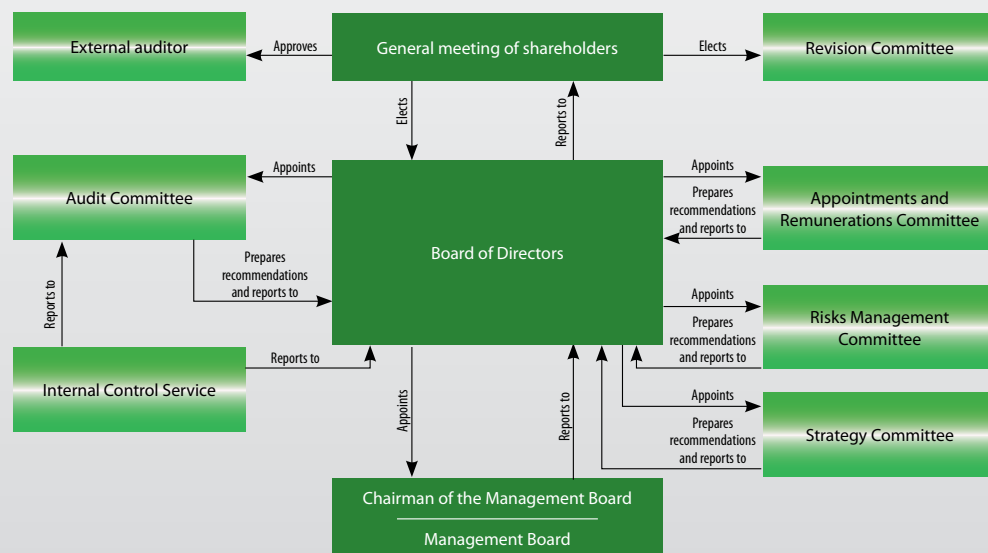 External auditor
Approves
General meeting of shareholders
Elects
Revision Committee
Elects
Reports to
Audit Committee
Appoints
Appoints
Prepares
recommendations
and reports to
Appointments and
Remunerations Committee
Board of Directors
Prepares
recommendations
and reports to
Reports to
Appoints
Prepares
recommendations
and reports to
Risks Management
Committee
Internal Control Service
Reports to
Appoints
Reports to
Appoints
Prepares
recommendations
and reports to
Strategy Committee
Chairman of the Management Board
Management Board